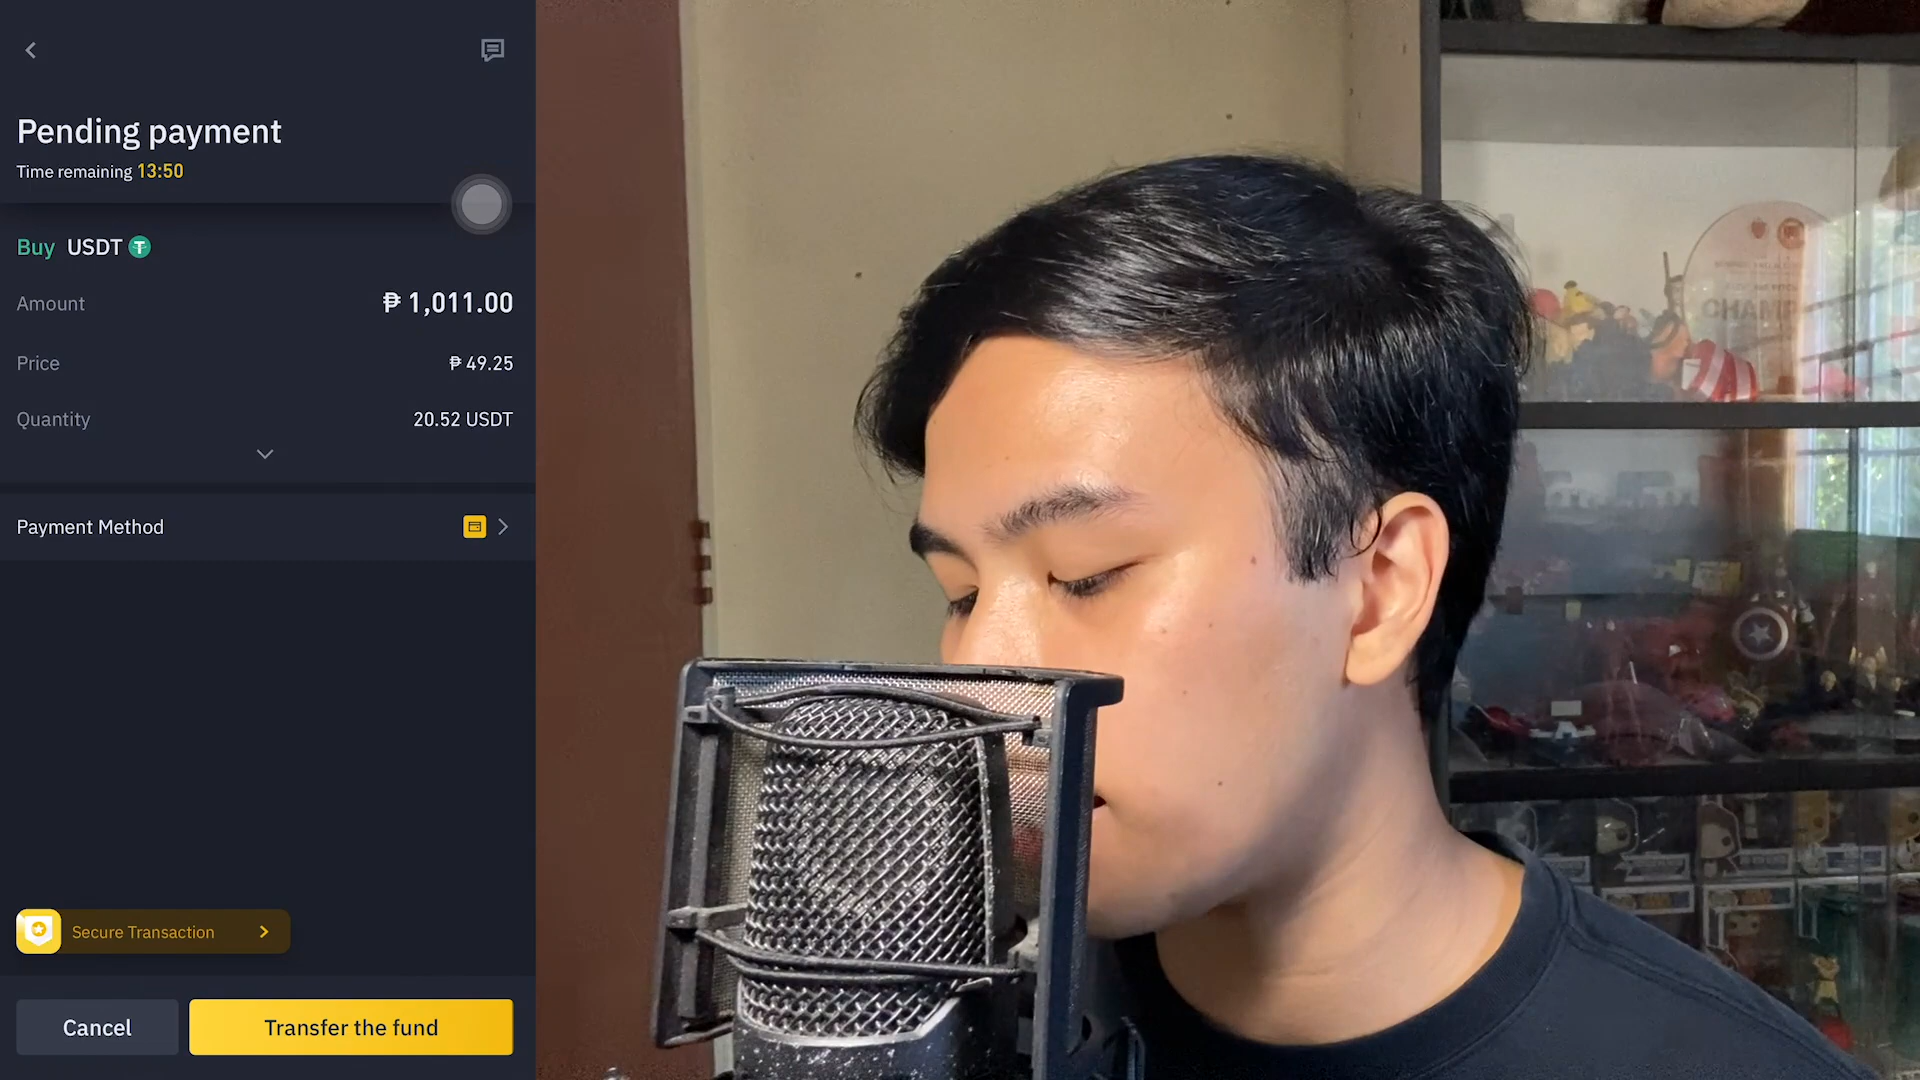 Pending payment
Time remaining 13:50
Buy USDT
Amount ₱ 1,011.00
Price ₱ 49.25
Quantity 20.52 USDT
Payment Method
Secure Transaction
Cancel Transfer the fund
CHAMP